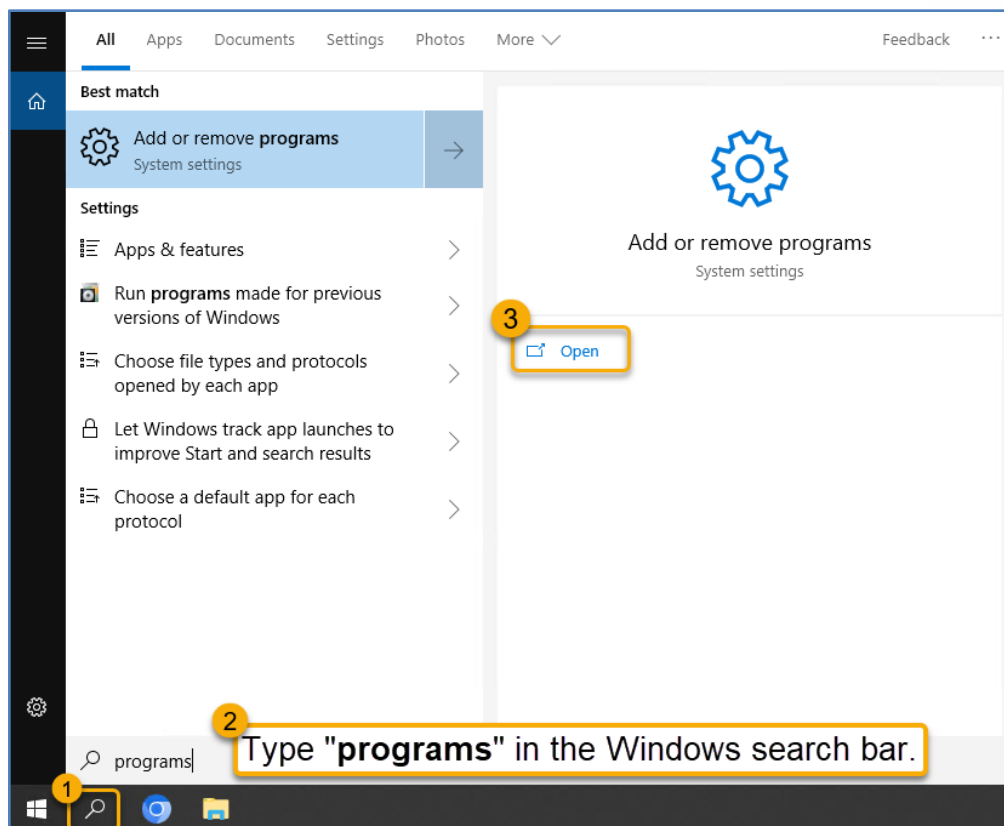 All Apps Documents Settings Photos More Feedback ...
Best match
Add or remove programs
System settings
Settings
Apps & features
Run programs made for previous
versions of Windows
Choose file types and protocols
opened by each app
Let Windows track app launches to
improve Start and search results
Choose a default app for each
protocol
Add or remove programs
System settings
3
Open
2
Type "programs" in the Windows search bar.
programs
1